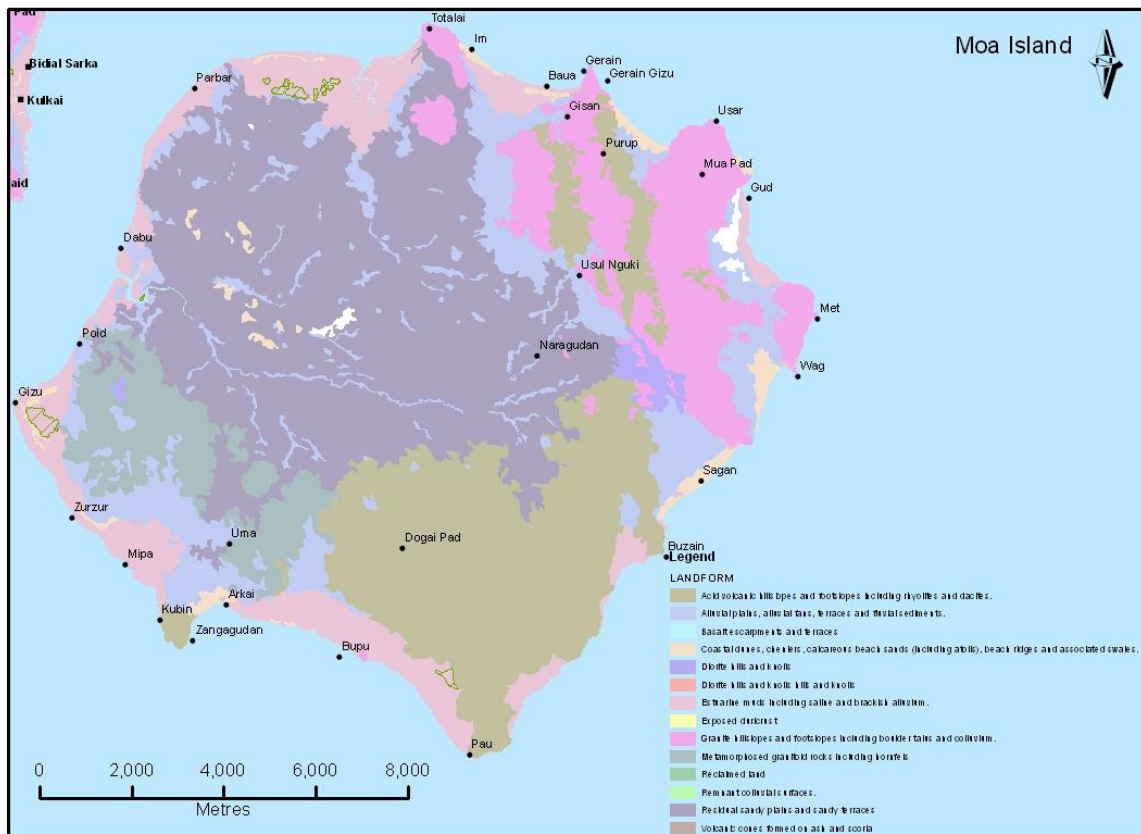 Moa Island
N
Pad
Bidial Sarka
Kulkai
aid
Totalai
Im
Gerain
Baua
Gerain Gizu
Parbar
Gisan
Usar
Purup
Mua Pad
Gud
Dabu
Usul Nguki
Met
Poid
Naragudan
Wag
Gizu
Sagan
Zurzur
Uma
Dogai Pad
Buzain
Mipa
Arkai
Kubin
Zangagudan
Bupu
Pau
0 2,000 4,000 6,000 8,000
Metres
Legend
LANDFORM
Acid volcanic hillslopes and footslopes including rhyolites and dacites.
Alluvial plains, alluvial fans, terraces and fluvial sediments.
Basalt escarpments and terraces
Coastal dunes, cheniers, calcareous beach sands (including atolls), beach ridges and associated swales.
Diorite hills and knolls
Diorite hills and knolls hills and knolls
Estuarine muds including saline and brackish alluvium.
Exposed duricrust
Granite hillslopes and footslopes including boulder talus and colluvium.
Metamorphosed granitoid rocks including hornfels
Reclaimed land
Remnant colluvial surfaces.
Residual sandy plains and sandy terraces
Volcanic cones formed on ash and scoria